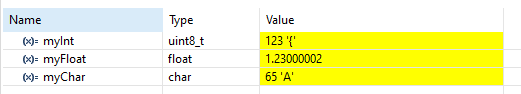 Name Type Value
(x)= myInt uint8_t 123 '{'
(x)= myFloat float 1.23000002
(x)= myChar char 65 'A'